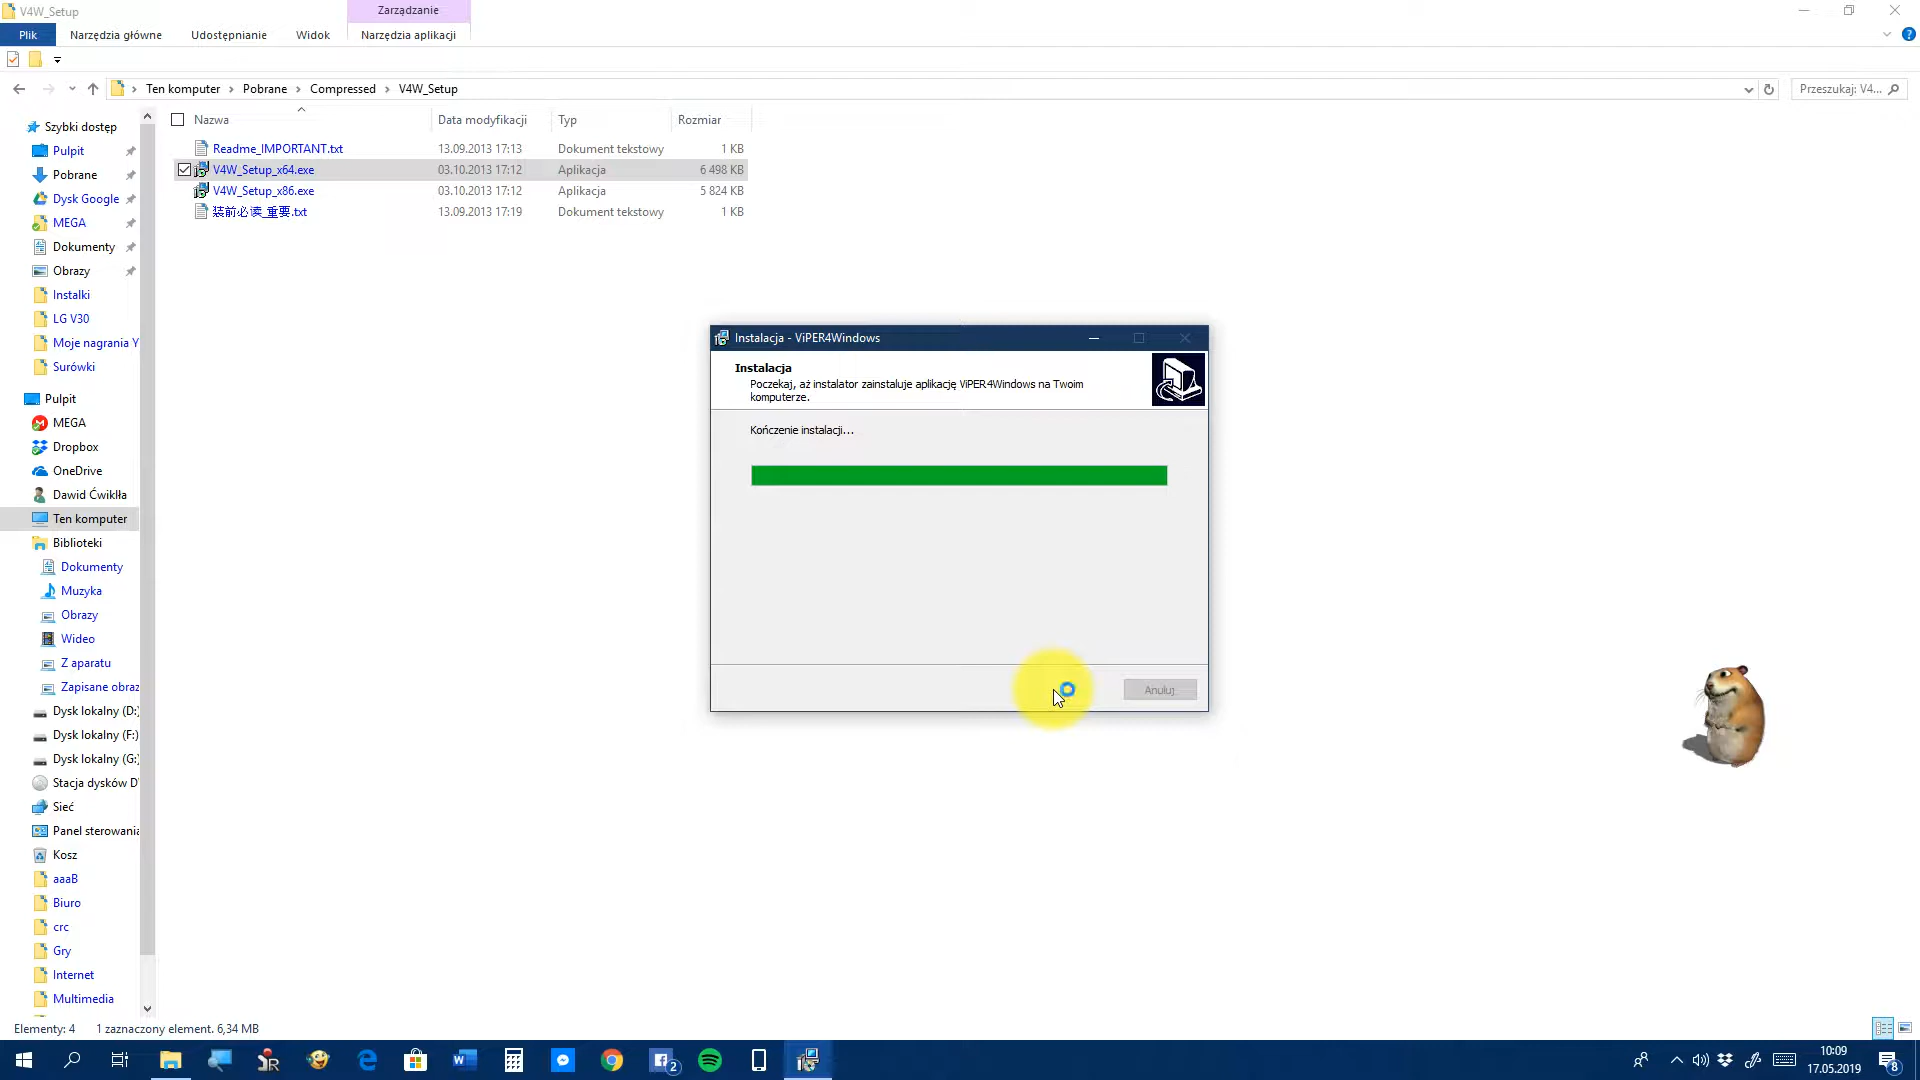 V4W_Setup
Zarządzanie
Plik
Narzędzia główne
Udostępnianie
Widok
Narzędzia aplikacji
Ten komputer
Pobrane
Compressed
V4W_Setup
Przeszukaj: V4...
Nazwa
Data modyfikacji
Typ
Rozmiar
Readme_IMPORTANT.txt 13.09.2013 17:13 Dokument tekstowy 1 KB
V4W_Setup_x64.exe 03.10.2013 17:12 Aplikacja 6 498 KB
V4W_Setup_x86.exe 03.10.2013 17:12 Aplikacja 5 824 KB
装前必读_重要.txt 13.09.2013 17:19 Dokument tekstowy 1 KB
Szybki dostęp
Pulpit
Pobrane
Dysk Google
MEGA
Dokumenty
Obrazy
Instalki
LG V30
Moje nagrania Y
Surówki
Pulpit
MEGA
Dropbox
OneDrive
Dawid Ćwiklła
Ten komputer
Biblioteki
Dokumenty
Muzyka
Obrazy
Wideo
Z aparatu
Zapisane obraz
Dysk lokalny (D:)
Dysk lokalny (F:)
Dysk lokalny (G:)
Stacja dysków D
Sieć
Panel sterowania
Kosz
aaaB
Biuro
crc
Gry
Internet
Multimedia
Instalacja - ViPER4Windows
Instalacja
Poczekaj, aż instalator zainstaluje aplikację ViPER4Windows na Twoim
komputerze.
Kończenie instalacji...
Anuluj
Elementy: 4 1 zaznaczony element. 6,34 MB
2
10:09
17.05.2019
8